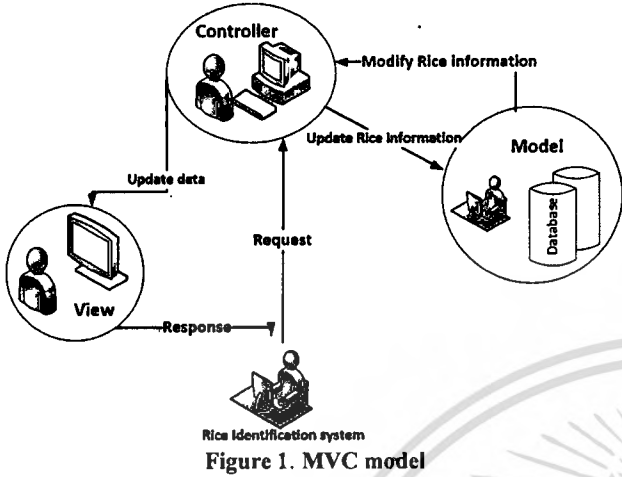 Controller
Modify Rice information
Update Rice Information
Model
Database
Update data
Request
View
Response
Rice Identification system
Figure 1. MVC model